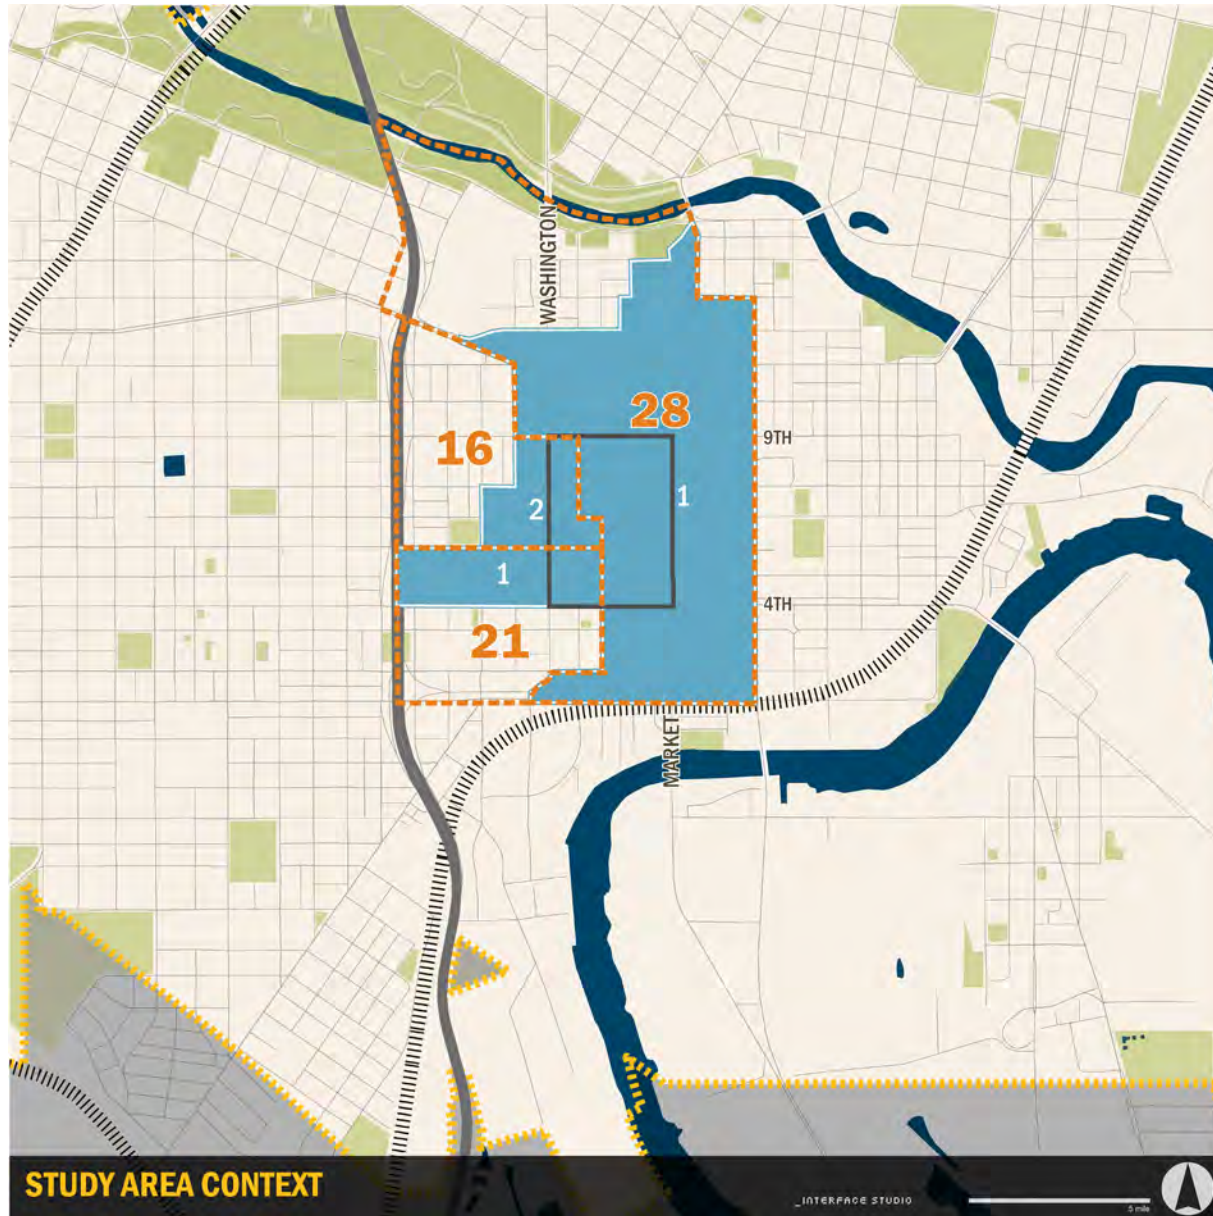 WASHINGTON
28
16
9TH
2
1
1
4TH
21
MARKET
STUDY AREA CONTEXT
_INTERFACE STUDIO
.5 mile